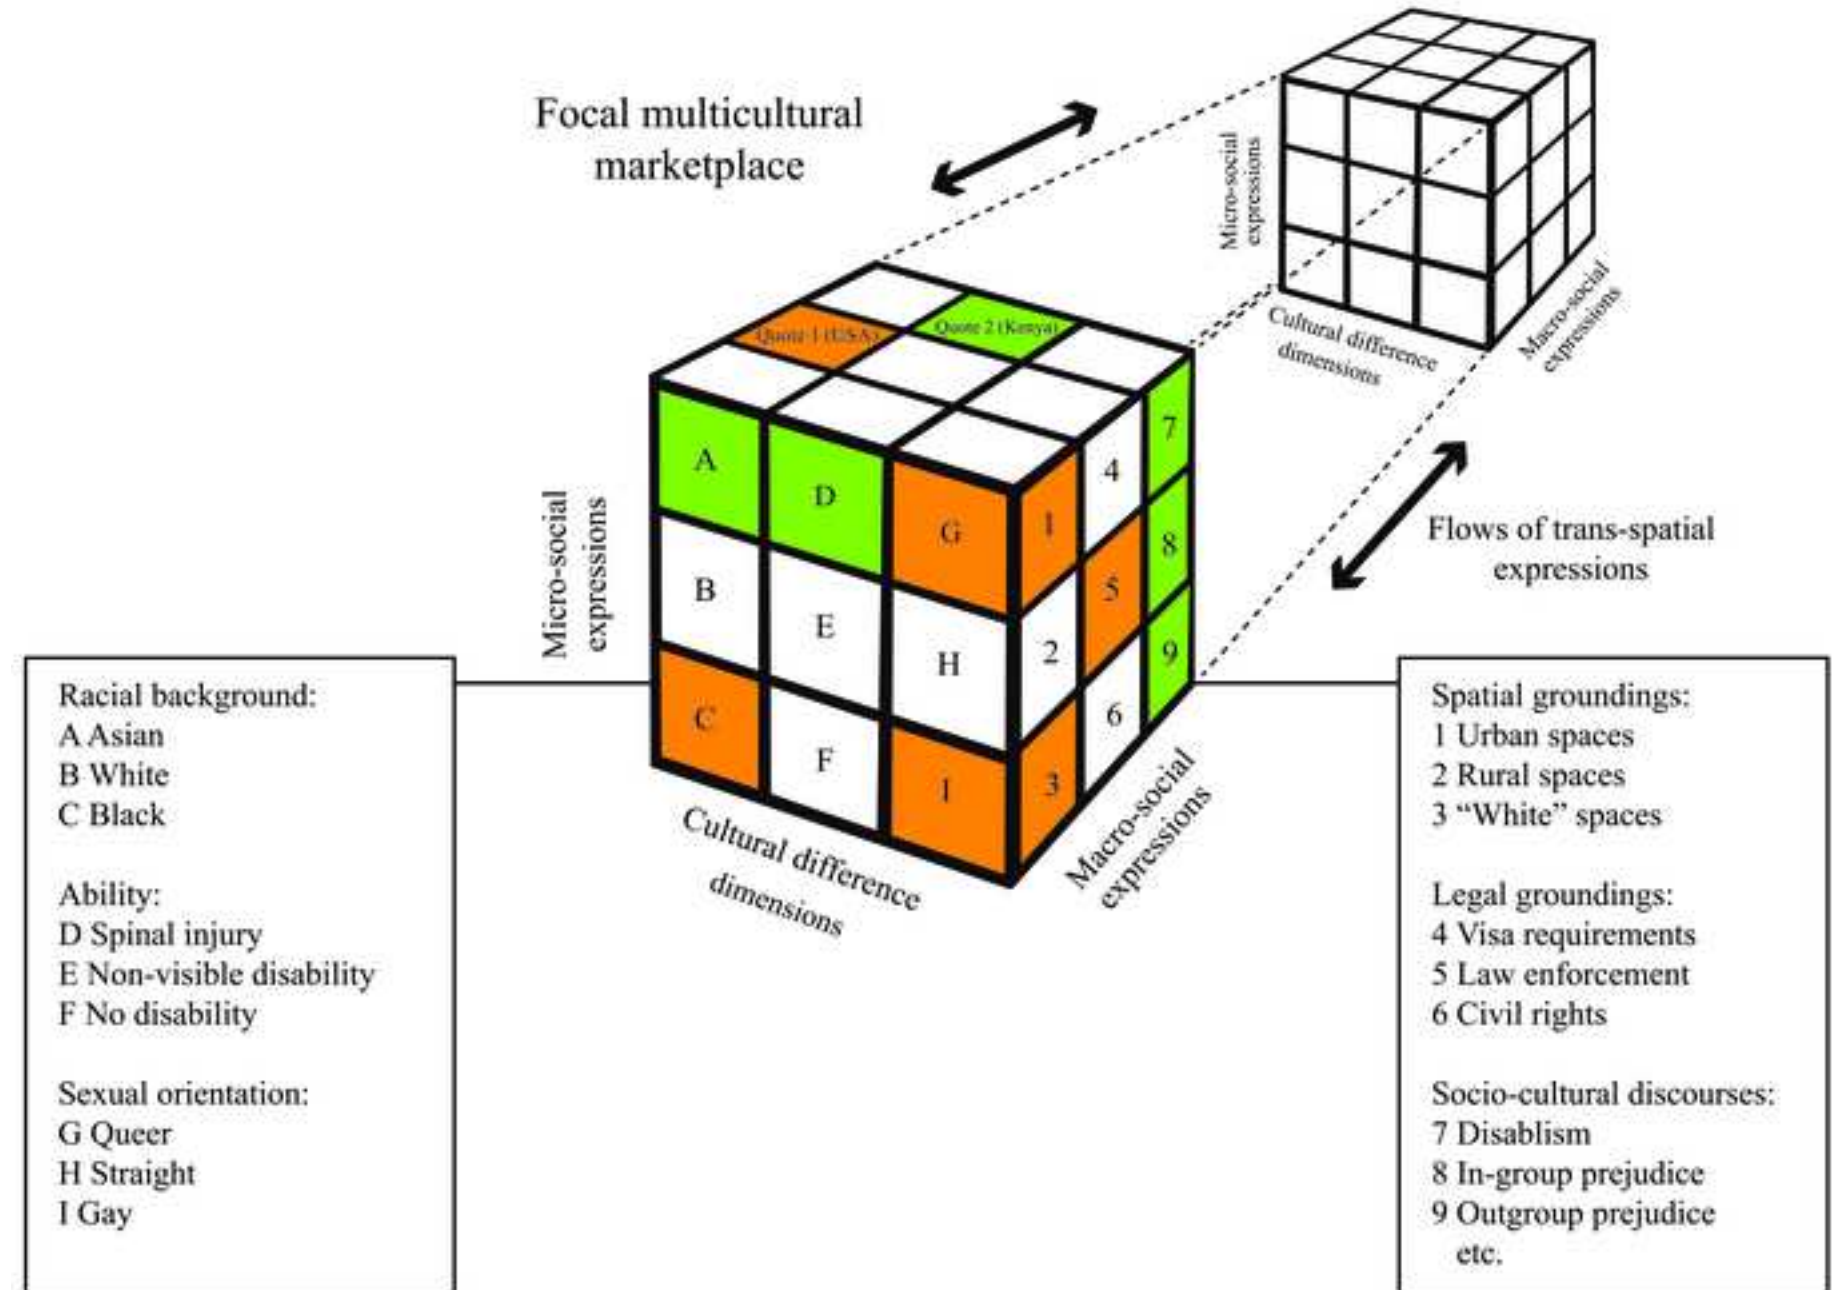 Focal multicultural
marketplace
Micro-social
expressions
Cultural difference
dimensions
Macro-social
expressions
Quote 1 (USA)
Quote 2 (Kenya)
A
D
G
B
E
H
C
F
I
1
4
7
2
5
8
3
6
9
Micro-social
expressions
Cultural difference
dimensions
Macro-social
expressions
Flows of trans-spatial
expressions
Racial background:
A Asian
B White
C Black
Ability:
D Spinal injury
E Non-visible disability
F No disability
Sexual orientation:
G Queer
H Straight
I Gay
Spatial groundings:
1 Urban spaces
2 Rural spaces
3 “White” spaces
Legal groundings:
4 Visa requirements
5 Law enforcement
6 Civil rights
Socio-cultural discourses:
7 Disablism
8 In-group prejudice
9 Outgroup prejudice
etc.